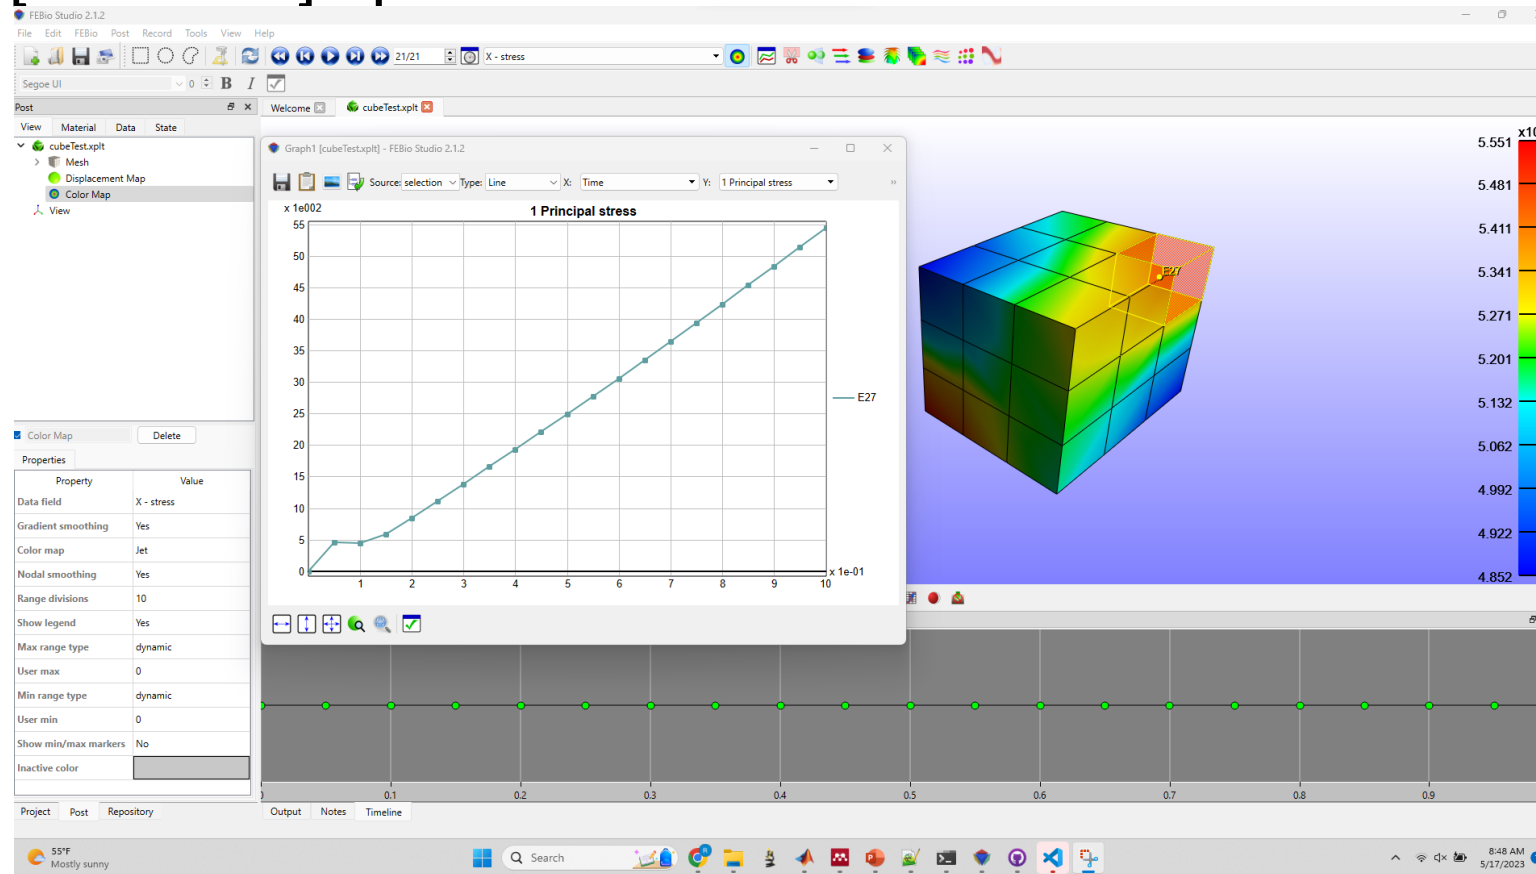 FEBio Studio 2.1.2
File Edit FEBio Post Record Tools View Help
21/21 X - stress
Segoe UI 0 B I
Post
Welcome cubeTest.xplt
View Material Data State
cubeTest.xplt
Mesh
Displacement Map
Color Map
View
Graph1 [cubeTest.xplt] - FEBio Studio 2.1.2
Source: selection Type: Line X: Time Y: 1 Principal stress »
x 1e002
1 Principal stress
55
50
45
40
35
30
25
20
15
10
5
0
1 2 3 4 5 6 7 8 9 10
x 1e-01
E27
E27
x10
5.551
5.481
5.411
5.341
5.271
5.201
5.132
5.062
4.992
4.922
4.852
Color Map Delete
Properties
Property Value
Data field X - stress
Gradient smoothing Yes
Color map Jet
Nodal smoothing Yes
Range divisions 10
Show legend Yes
Max range type dynamic
User max 0
Min range type dynamic
User min 0
Show min/max markers No
Inactive color
0.1 0.2 0.3 0.4 0.5 0.6 0.7 0.8 0.9
Project Post Repository
Output Notes Timeline
55°F
Mostly sunny
Search
8:48 AM
5/17/2023